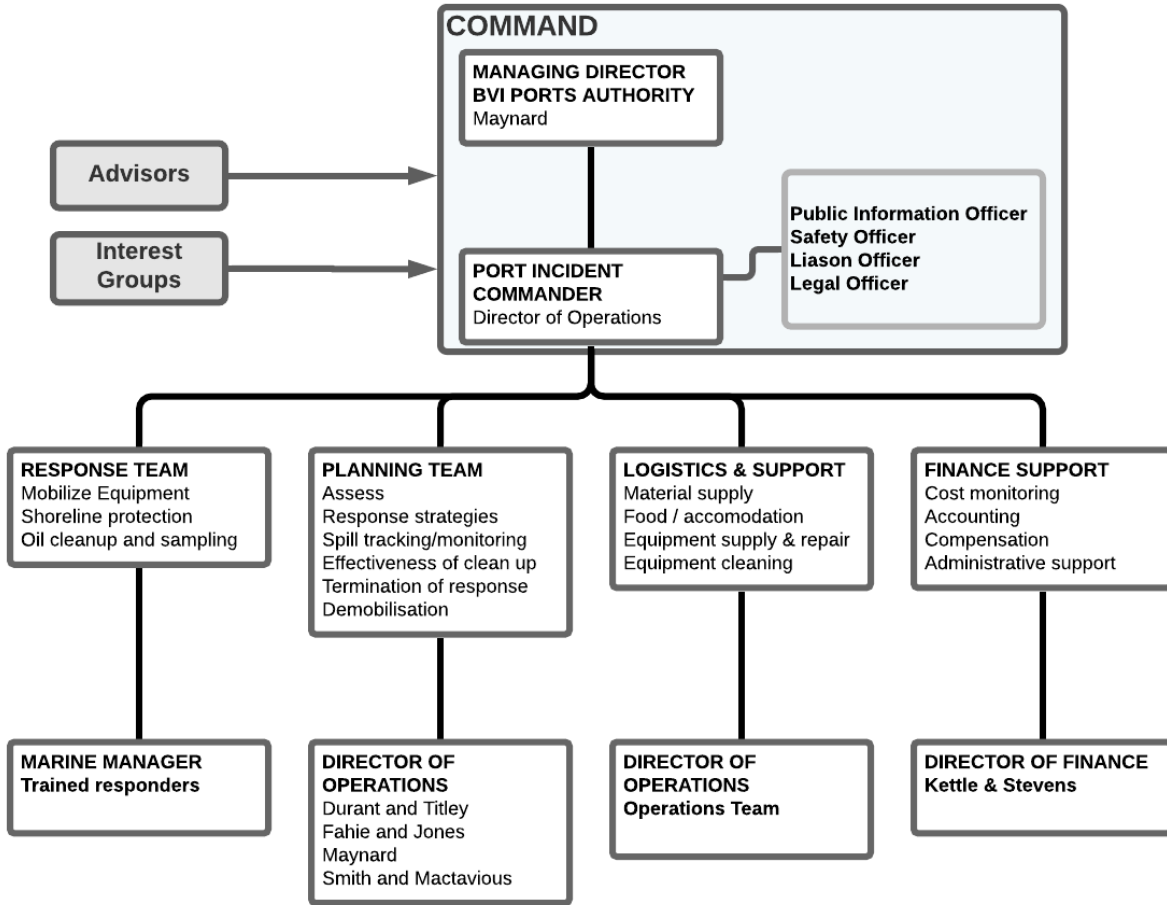 COMMAND
MANAGING DIRECTOR
BVI PORTS AUTHORITY
Maynard
Advisors
Interest
Groups
Public Information Officer
Safety Officer
Liason Officer
Legal Officer
PORT INCIDENT
COMMANDER
Director of Operations
RESPONSE TEAM
Mobilize Equipment
Shoreline protection
Oil cleanup and sampling
PLANNING TEAM
Assess
Response strategies
Spill tracking/monitoring
Effectiveness of clean up
Termination of response
Demobilisation
LOGISTICS & SUPPORT
Material supply
Food / accomodation
Equipment supply & repair
Equipment cleaning
FINANCE SUPPORT
Cost monitoring
Accounting
Compensation
Administrative support
MARINE MANAGER
Trained responders
DIRECTOR OF
OPERATIONS
Durant and Titley
Fahie and Jones
Maynard
Smith and Mactavious
DIRECTOR OF
OPERATIONS
Operations Team
DIRECTOR OF FINANCE
Kettle & Stevens